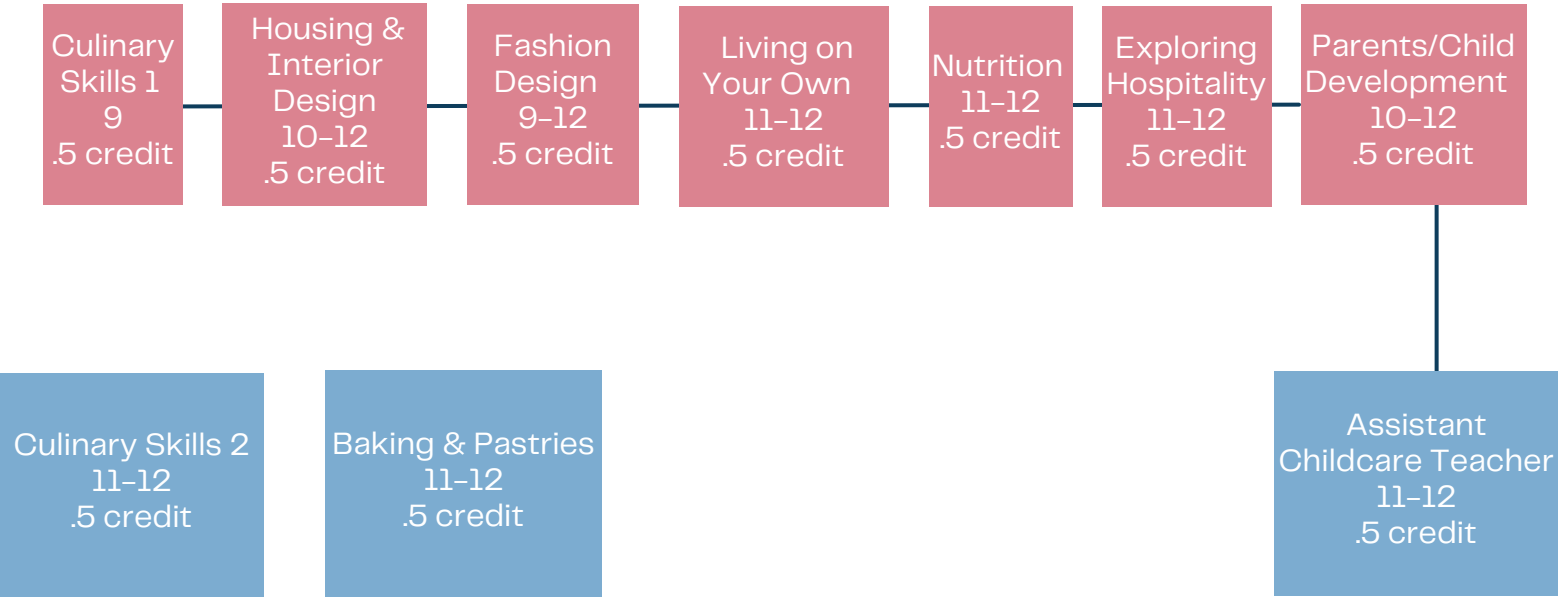 Culinary
Skills 1
9
.5 credit
Housing &
Interior
Design
10-12
.5 credit
Fashion
Design
9-12
.5 credit
Living on
Your Own
11-12
.5 credit
Nutrition
11-12
.5 credit
Exploring
Hospitality
11-12
.5 credit
Parents/Child
Development
10-12
.5 credit
Culinary Skills 2
11-12
.5 credit
Baking & Pastries
11-12
.5 credit
Assistant
Childcare Teacher
11-12
.5 credit